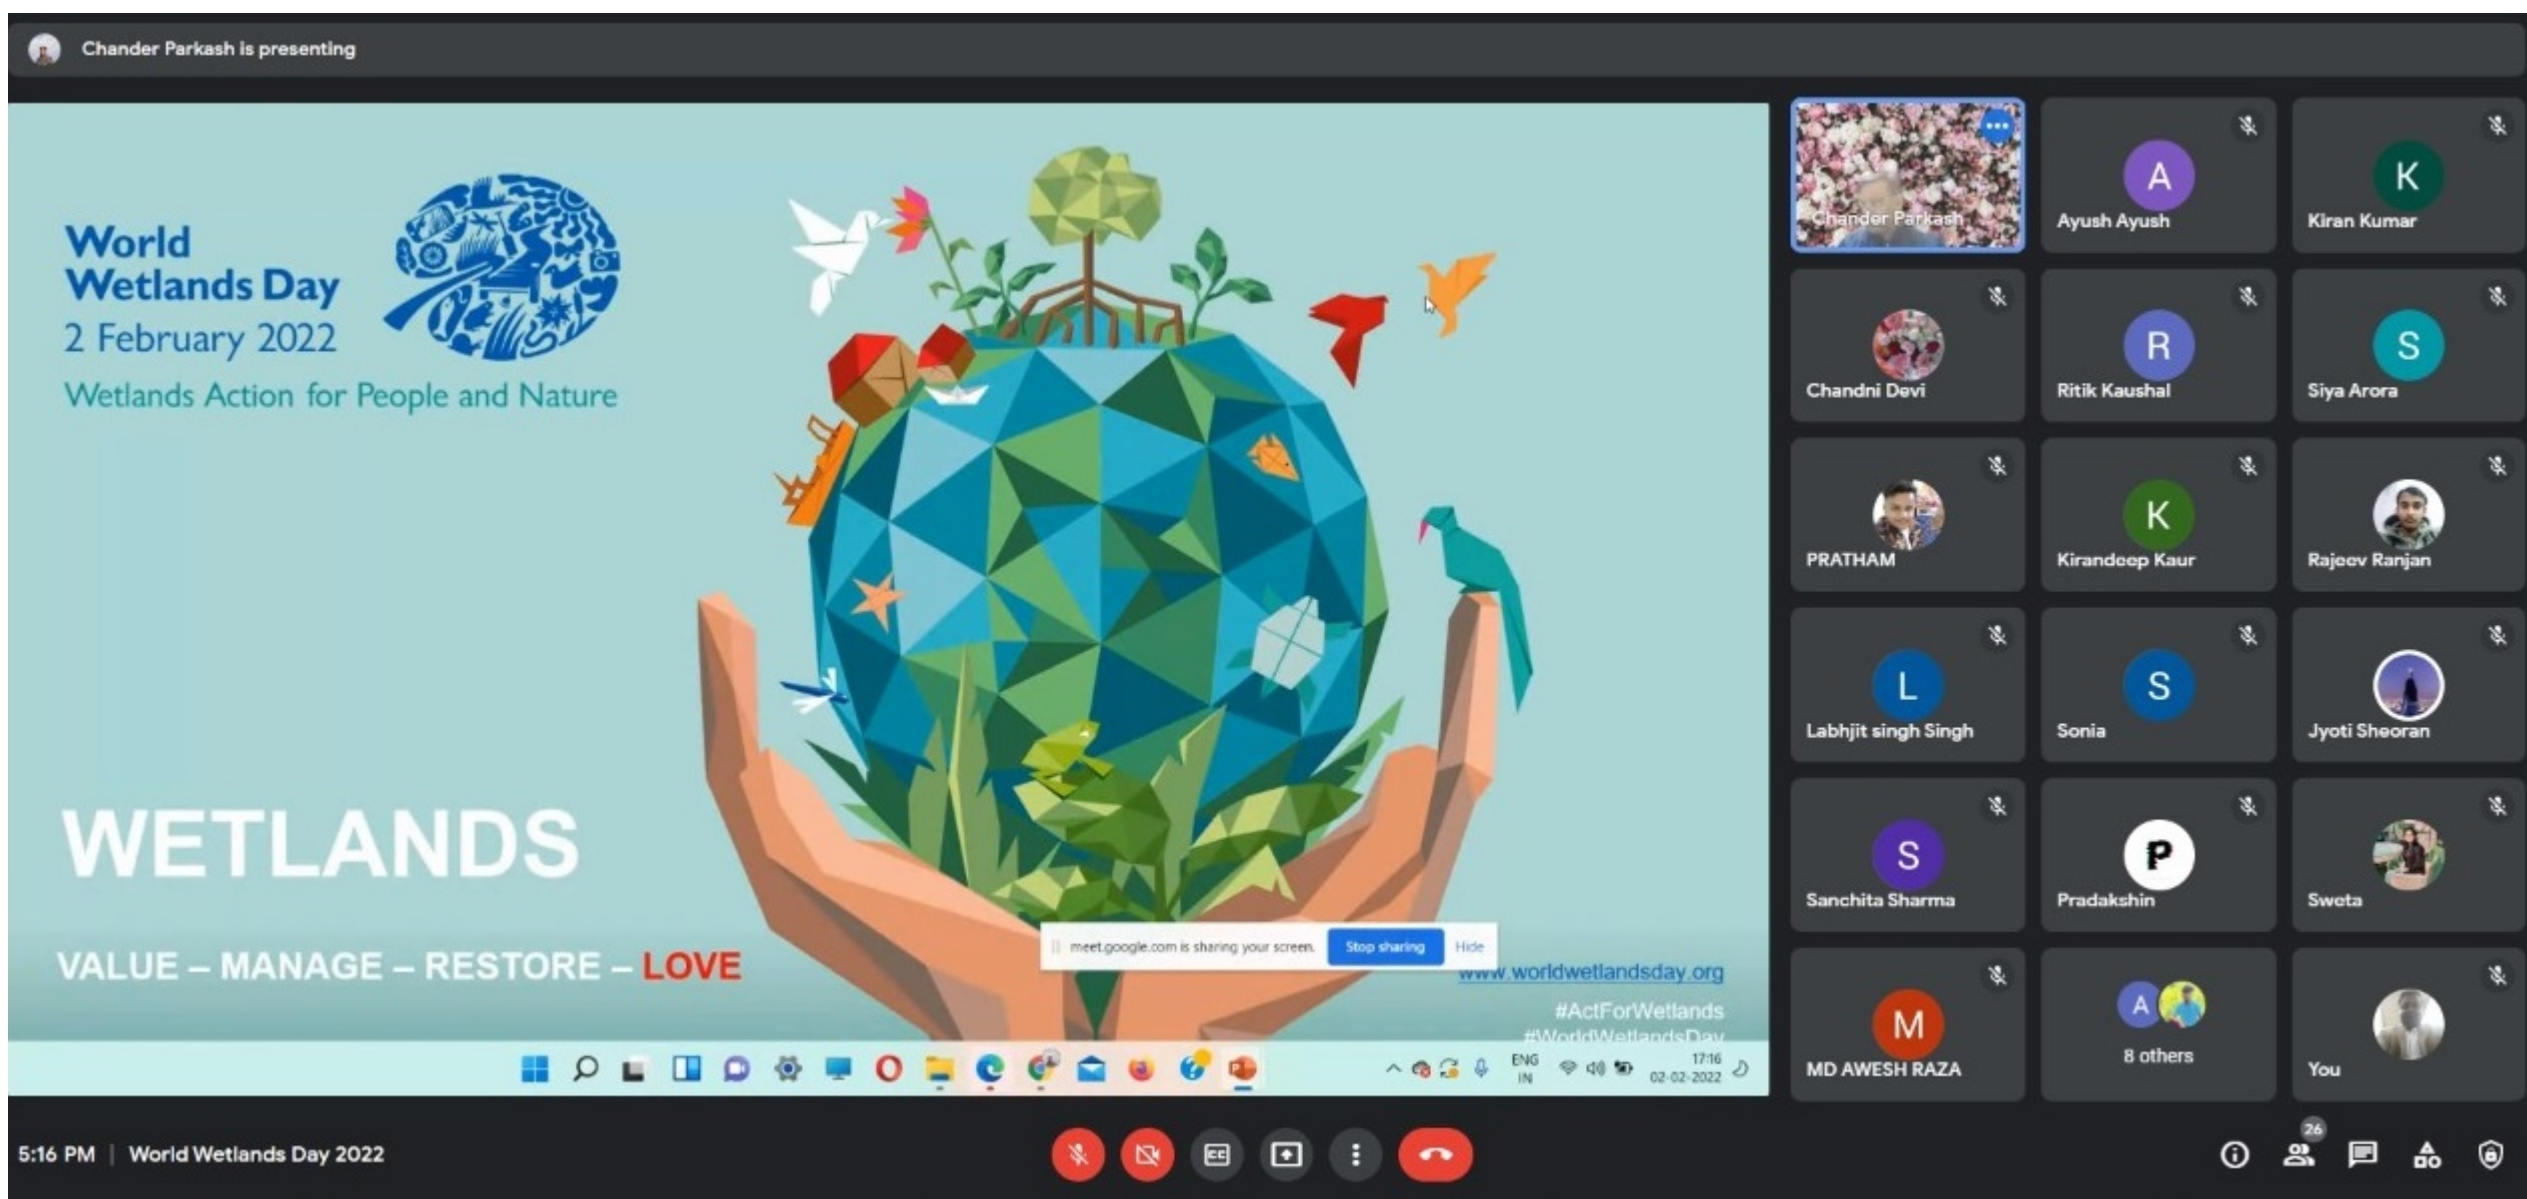 Chander Parkash is presenting
World
Wetlands Day
2 February 2022
Wetlands Action for People and Nature
WETLANDS
VALUE – MANAGE – RESTORE – LOVE
meet.google.com is sharing your screen.
Stop sharing
Hide
www.worldwetlandsday.org
#ActForWetlands
#WorldWetlandsDay
ENG
IN
17:16
02-02-2022
Chander Parkash
A
Ayush Ayush
K
Kiran Kumar
Chandni Devi
R
Ritik Kaushal
S
Siya Arora
PRATHAM
K
Kirandeep Kaur
Rajeev Ranjan
L
Labhjit singh Singh
S
Sonia
Jyoti Sheoran
S
Sanchita Sharma
P
Pradakshin
Sweta
M
MD AWESH RAZA
A
8 others
You
5:16 PM | World Wetlands Day 2022
CC
26